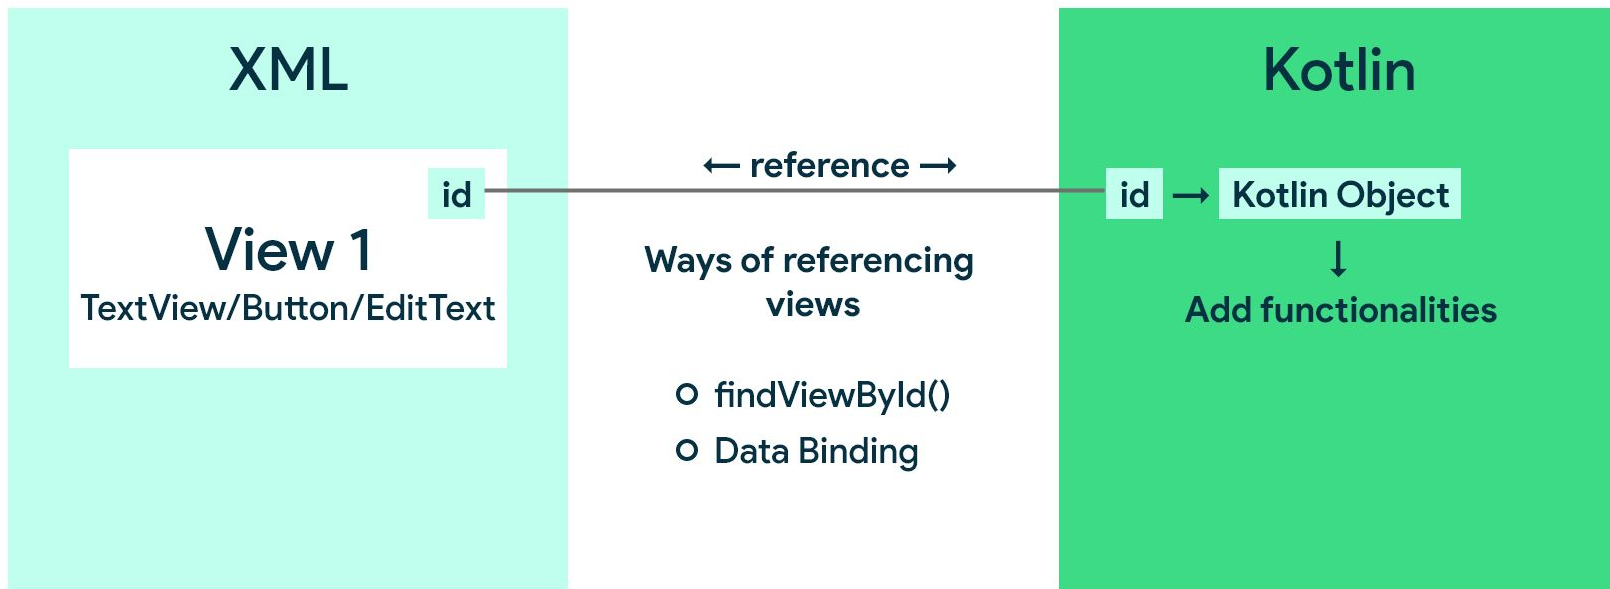 XML
id
View 1
TextView/Button/EditText
← reference →
Ways of referencing
views
findViewById()
Data Binding
Kotlin
id → Kotlin Object
↓
Add functionalities